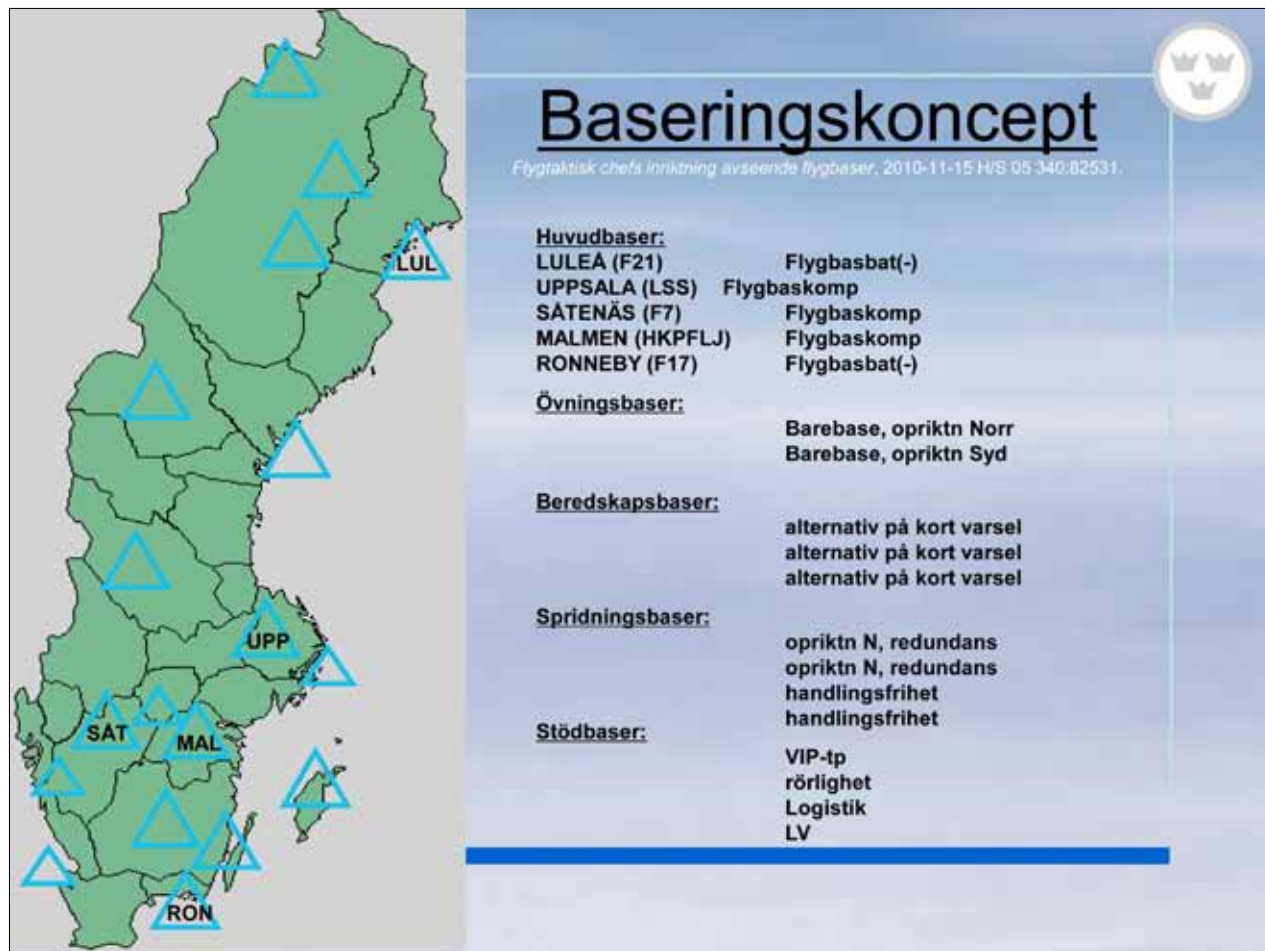 Baseringskoncept
Flygtaktisk chefs inriktning avseende flygbaser, 2010-11-15 H/S 05 340:82531.
Huvudbaser:
LULEÅ (F21) Flygbasbat(-)
UPPSALA (LSS) Flygbaskomp
SÅTENÄS (F7) Flygbaskomp
MALMEN (HKPFLJ) Flygbaskomp
RONNEBY (F17) Flygbasbat(-)
Övningsbaser:
Barebase, opriktn Norr
Barebase, opriktn Syd
Beredskapsbaser:
alternativ på kort varsel
alternativ på kort varsel
alternativ på kort varsel
Spridningsbaser:
opriktn N, redundans
opriktn N, redundans
handlingsfrihet
handlingsfrihet
Stödbaser:
VIP-tp
rörlighet
Logistik
LV
LUL
UPP
SÅT
MAL
RON